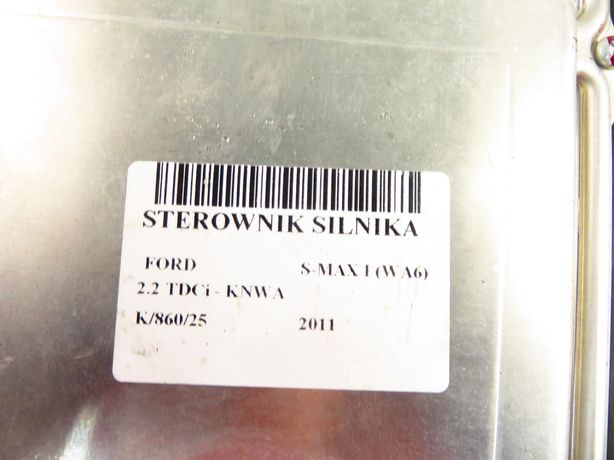 STEROWNIK SILNIKA
FORD S-MAX I (WA6)
2.2 TDCi - KNWA
K/860/25 2011